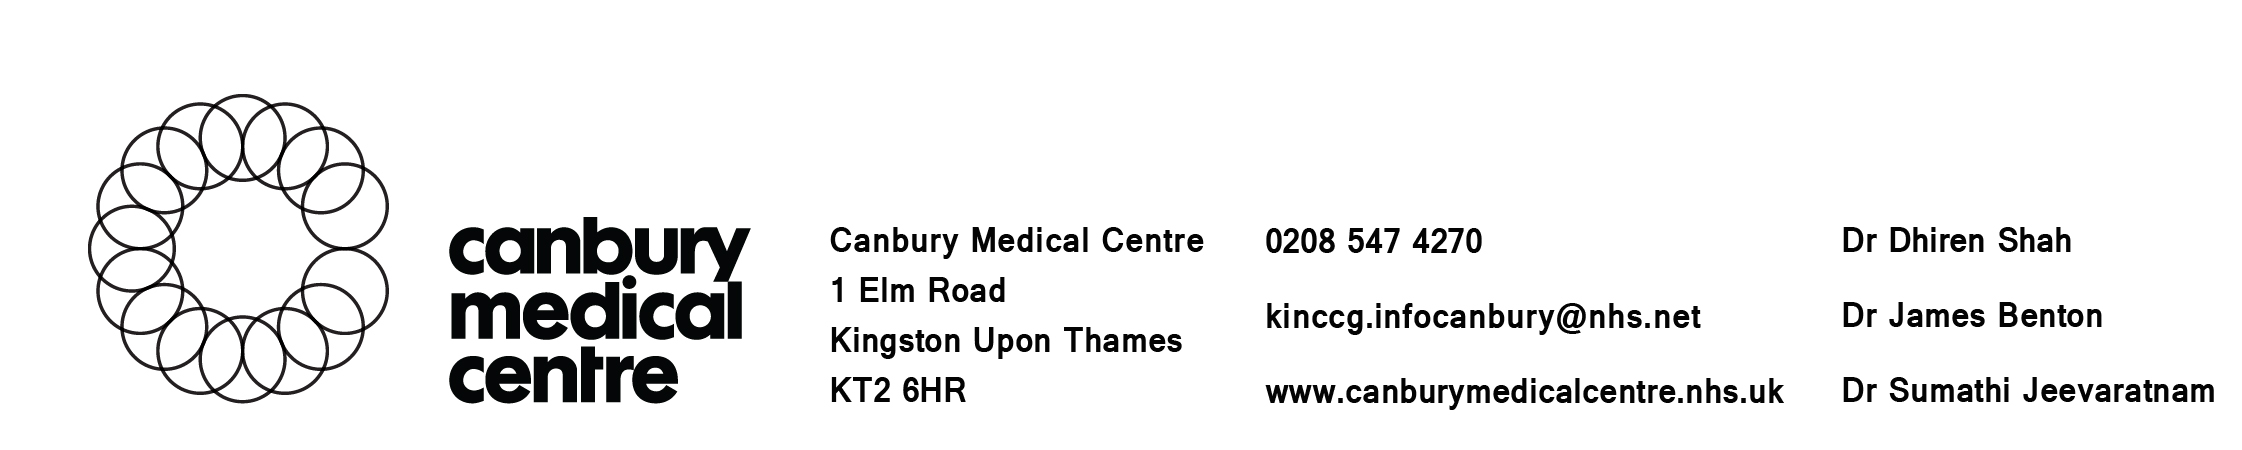 canbury
medical
centre
Canbury Medical Centre
1 Elm Road
Kingston Upon Thames
KT2 6HR
0208 547 4270
kinccg.infocanbury@nhs.net
www.canburymedicalcentre.nhs.uk
Dr Dhiren Shah
Dr James Benton
Dr Sumathi Jeevaratnam